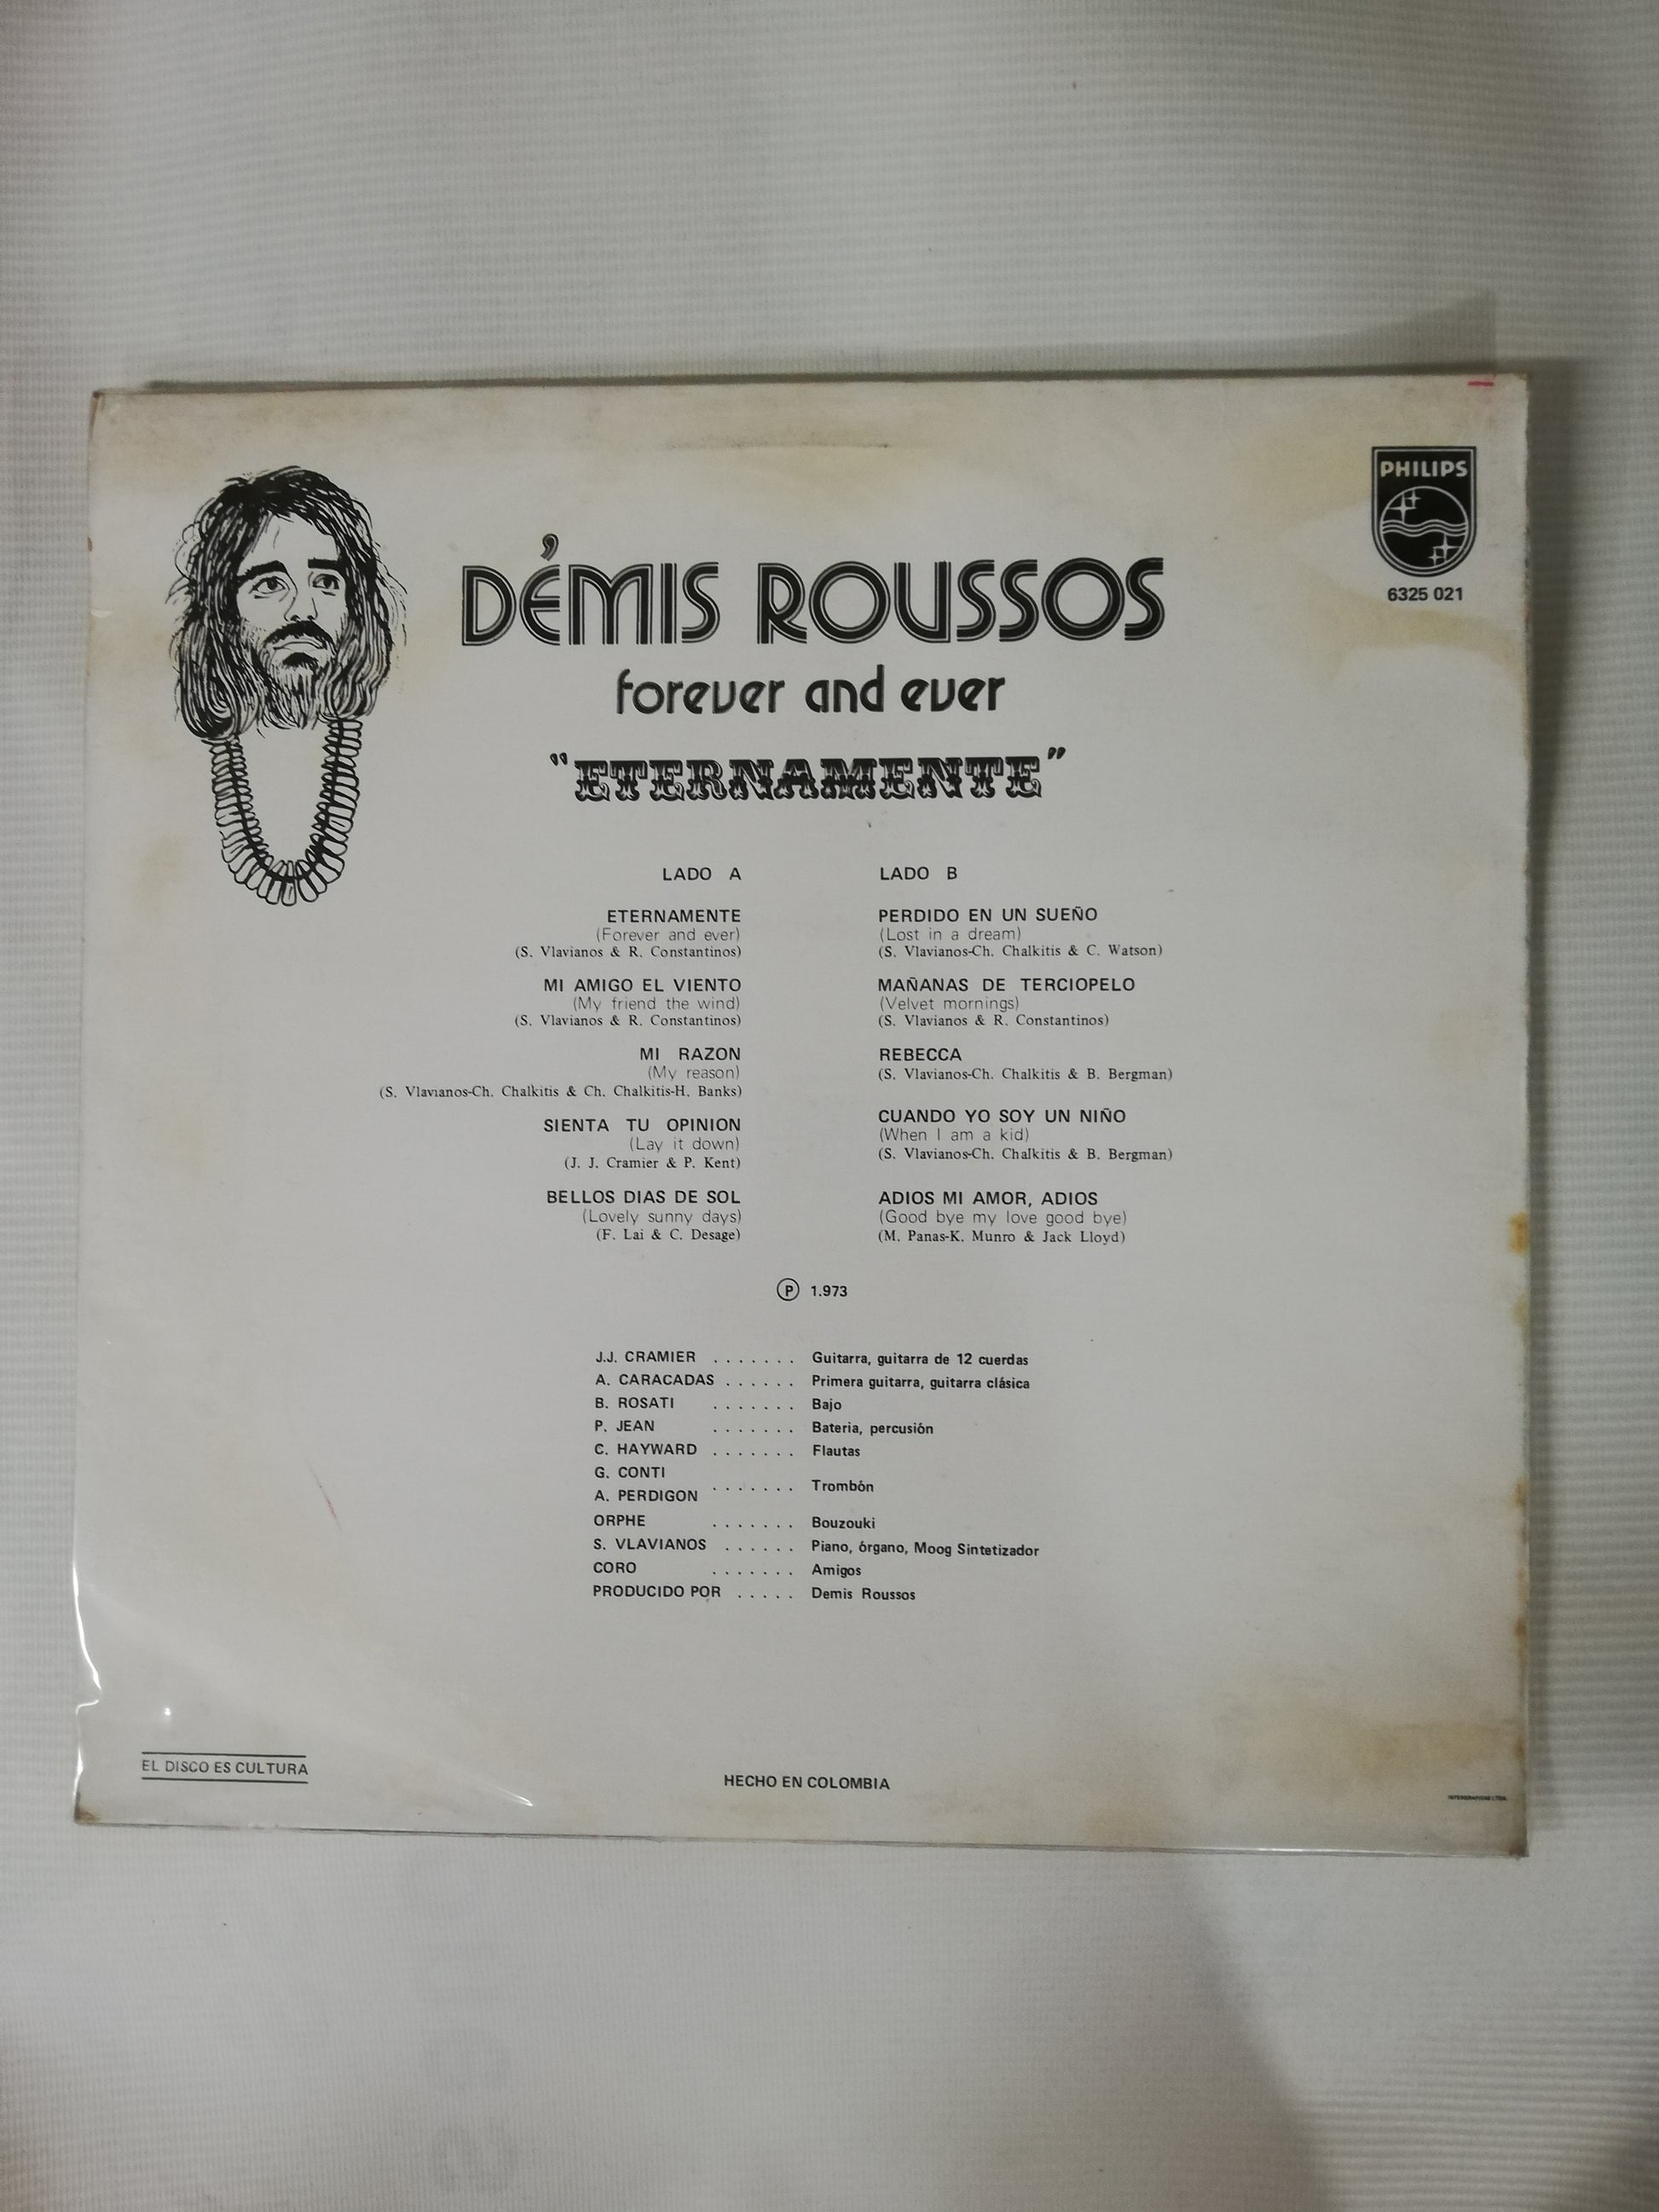 PHILIPS
6325 021
DÉMIS ROUSSOS
forever and ever
"ETERNAMENTE"
LADO A
ETERNAMENTE
(Forever and ever)
(S. Vlavianos & R. Constantinos)
MI AMIGO EL VIENTO
(My friend the wind)
(S. Vlavianos & R. Constantinos)
MI RAZON
(My reason)
(S. Vlavianos-Ch. Chalkitis & Ch. Chalkitis-H. Banks)
SIENTA TU OPINION
(Lay it down)
(J. J. Cramier & P. Kent)
BELLOS DIAS DE SOL
(Lovely sunny days)
(F. Lai & C. Desage)
LADO B
PERDIDO EN UN SUEÑO
(Lost in a dream)
(S. Vlavianos-Ch. Chalkitis & C. Watson)
MAÑANAS DE TERCIOPELO
(Velvet mornings)
(S. Vlavianos & R. Constantinos)
REBECCA
(S. Vlavianos-Ch. Chalkitis & B. Bergman)
CUANDO YO SOY UN NIÑO
(When I am a kid)
(S. Vlavianos-Ch. Chalkitis & B. Bergman)
ADIOS MI AMOR, ADIOS
(Good bye my love good bye)
(M. Panas-K. Munro & Jack Lloyd)
Ⓟ 1.973
J.J. CRAMIER . . . . . . . Guitarra, guitarra de 12 cuerdas
A. CARACADAS . . . . . . Primera guitarra, guitarra clásica
B. ROSATI . . . . . . . Bajo
P. JEAN . . . . . . . Bateria, percusión
C. HAYWARD . . . . . . . Flautas
G. CONTI
A. PERDIGON . . . . . . . Trombón
ORPHE . . . . . . . Bouzouki
S. VLAVIANOS . . . . . . Piano, órgano, Moog Sintetizador
CORO . . . . . . . Amigos
PRODUCIDO POR . . . . . Demis Roussos
EL DISCO ES CULTURA
HECHO EN COLOMBIA